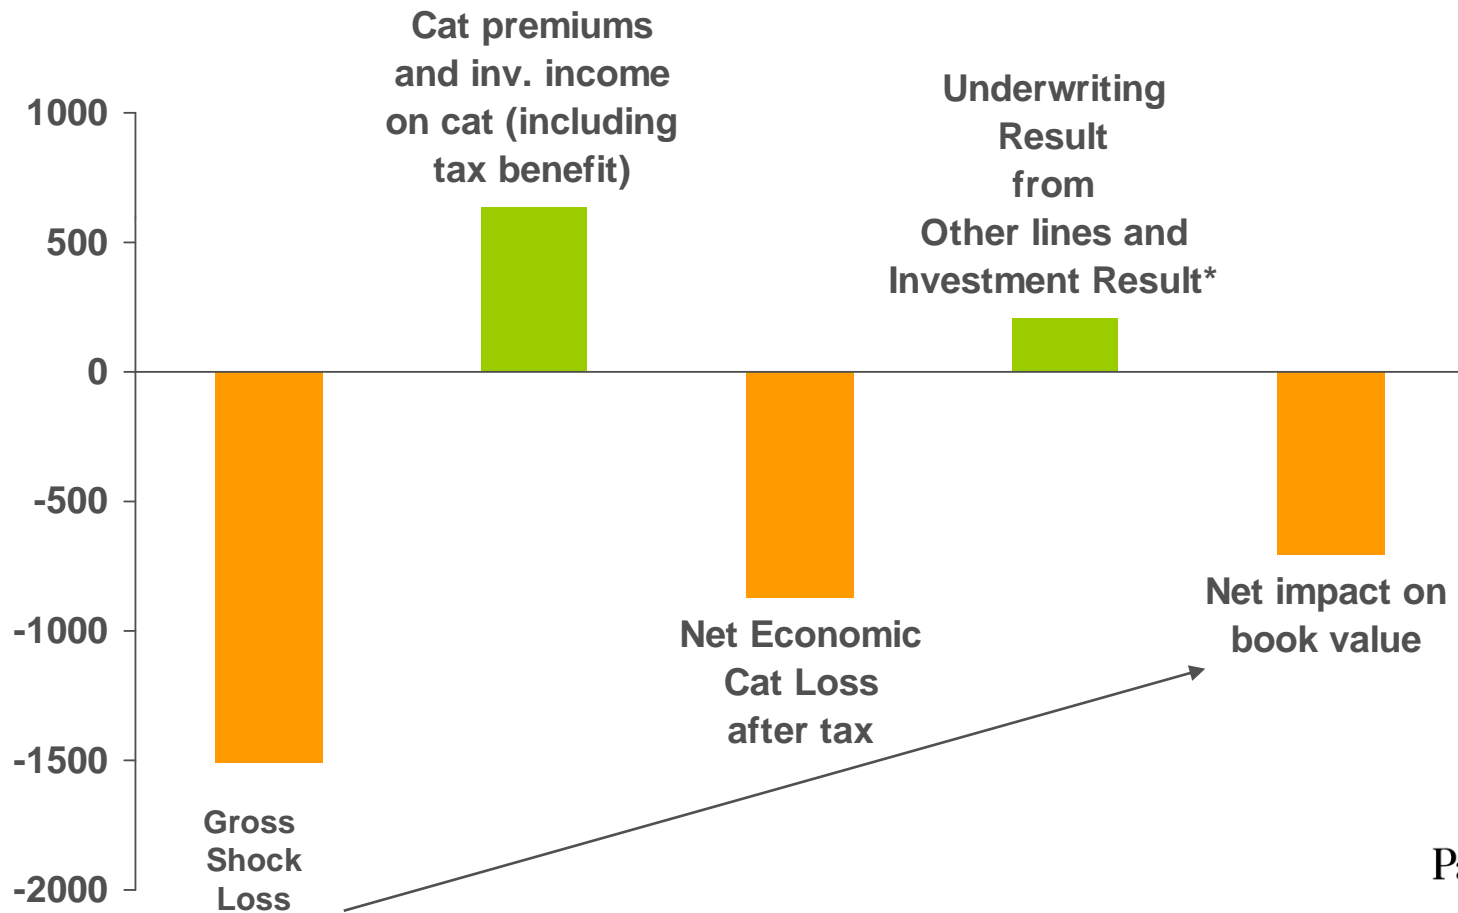 Cat premiums
and inv. income
on cat (including
tax benefit)
Underwriting
Result
from
Other lines and
Investment Result*
1000
500
0
-500
-1000
-1500
-2000
Net Economic
Cat Loss
after tax
Net impact on
book value
Gross
Shock
Loss